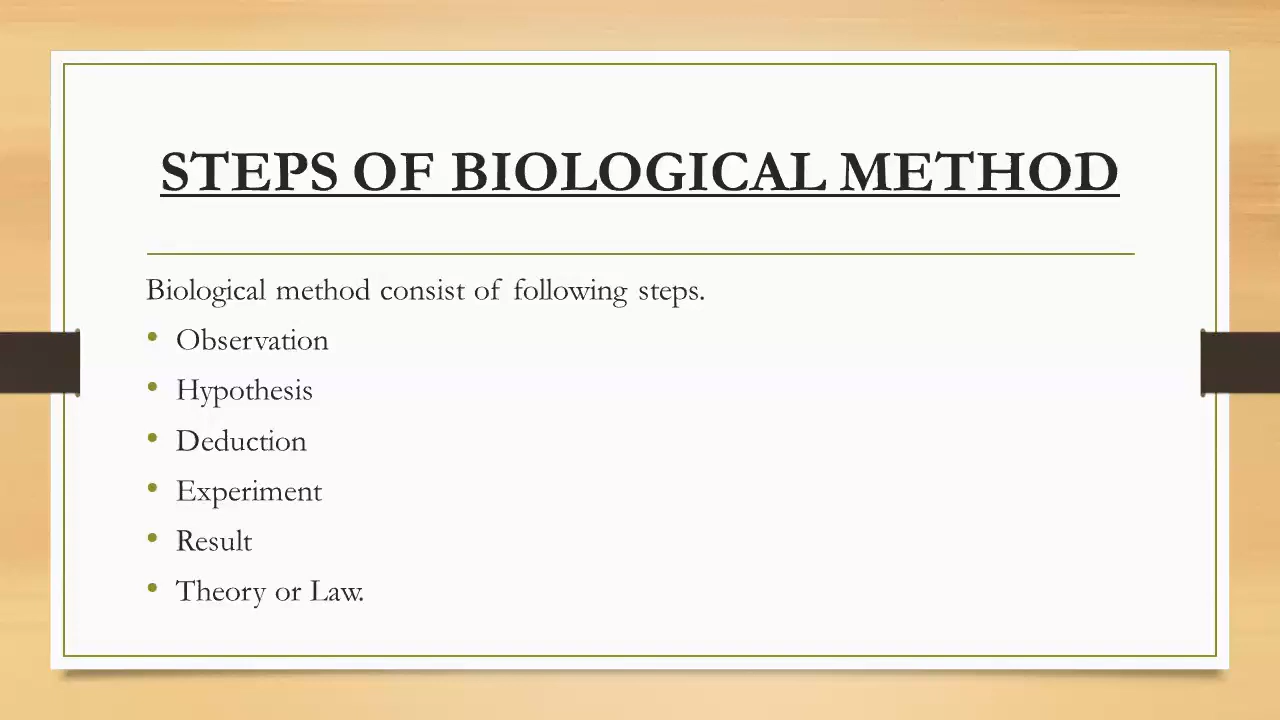 STEPS OF BIOLOGICAL METHOD
Biological method consist of following steps.
• Observation
• Hypothesis
• Deduction
• Experiment
• Result
• Theory or Law.